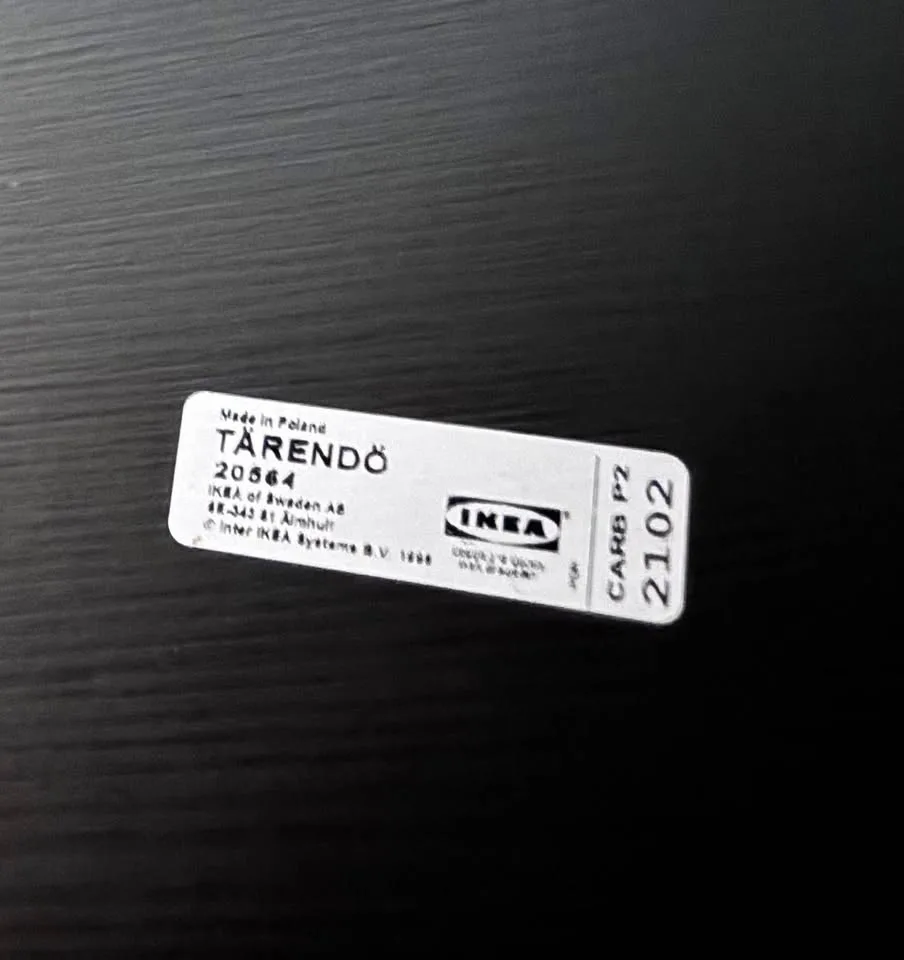 Made in Poland
TÄRENDÖ
20564
IKEA of Sweden AB
SE-343 81 Älmhult
© Inter IKEA Systems B.V. 1998
IKEA®
CARB P2
2102